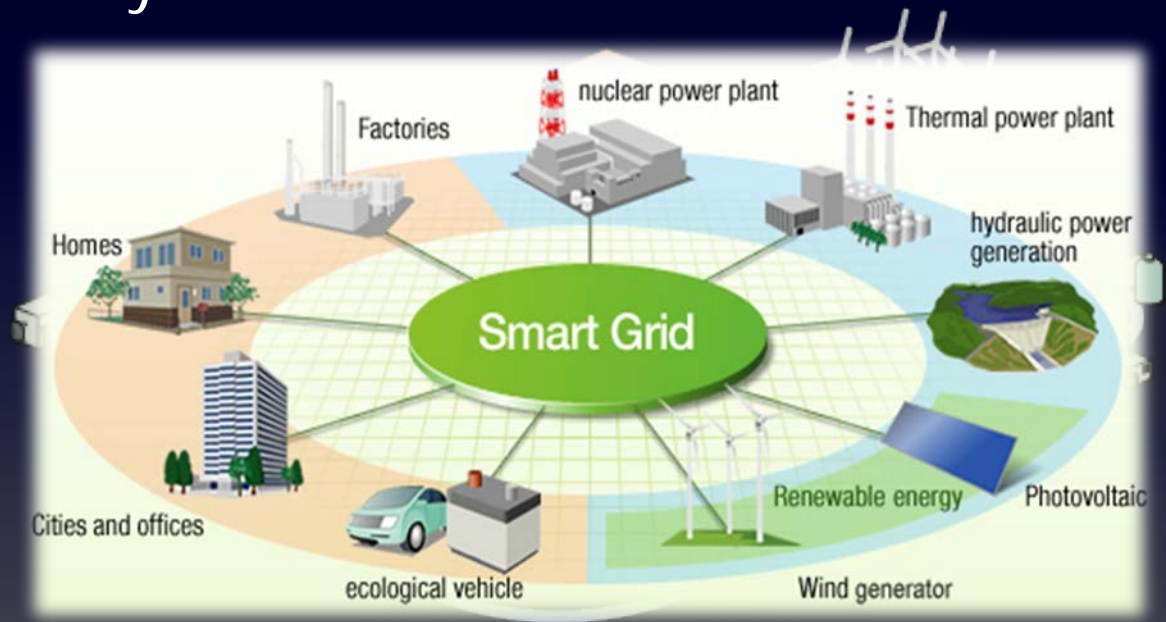 nuclear power plant
Factories
Thermal power plant
hydraulic power
generation
Homes
Smart Grid
Renewable energy
Photovoltaic
Cities and offices
ecological vehicle
Wind generator